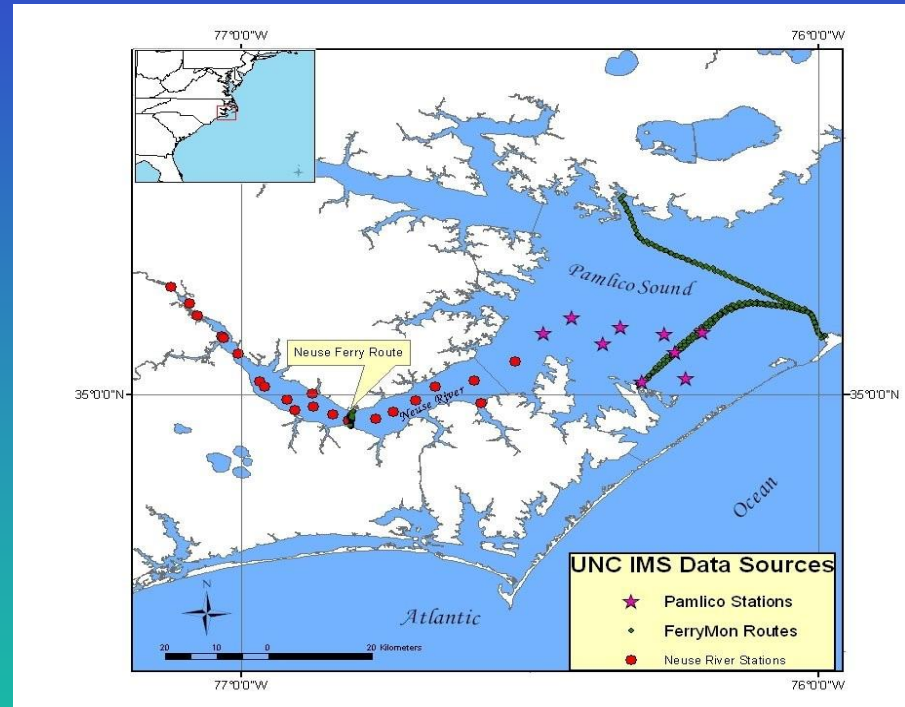 77°0'0"W
76°0'0"W
Pamlico Sound
Neuse Ferry Route
35°0'0"N
35°0'0"N
Neuse River
Ocean
UNC IMS Data Sources
Pamlico Stations
FerryMon Routes
Neuse River Stations
N
Atlantic
20 10 0 20 Kilometers
77°0'0"W
76°0'0"W